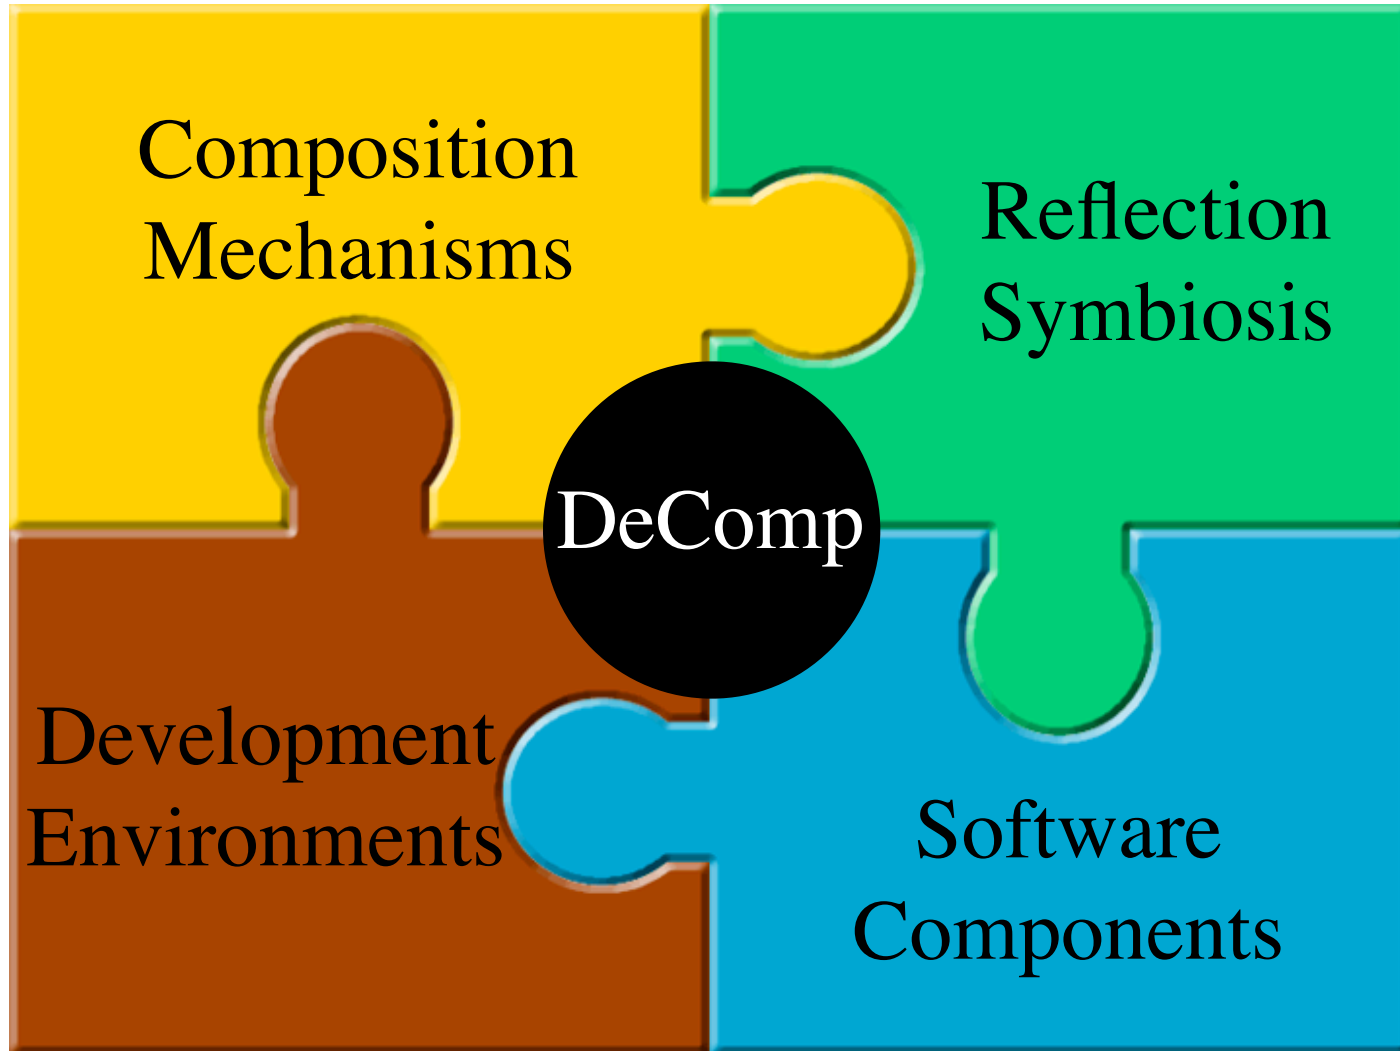 Composition
Mechanisms
Reflection
Symbiosis
DeComp
Development
Environments
Software
Components